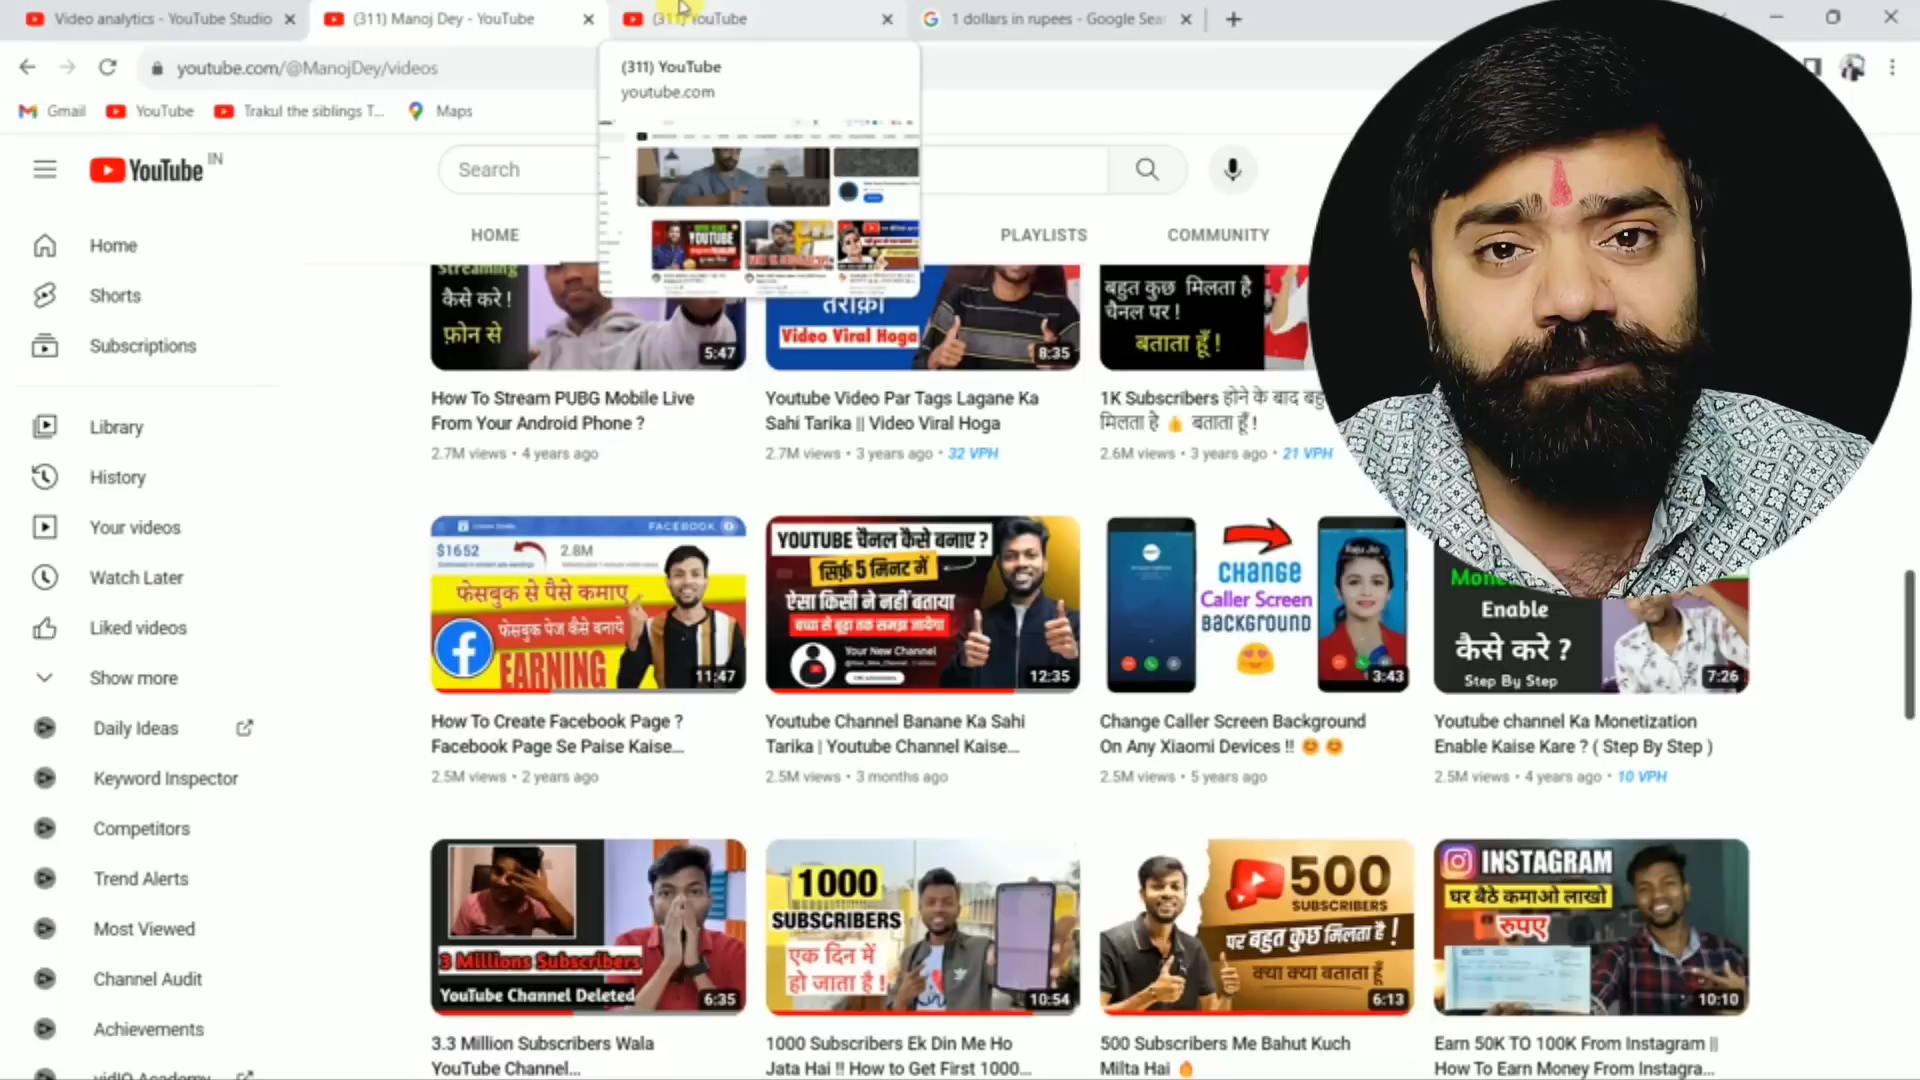 Video analytics - YouTube Studio
(311) Manoj Dey - YouTube
(311) YouTube
1 dollars in rupees - Google Sea
youtube.com/@ManojDey/videos
(311) YouTube
youtube.com
Gmail
YouTube
Trakul the siblings T...
Maps
YouTube IN
Search
HOME
PLAYLISTS
COMMUNITY
Home
Shorts
Subscriptions
Library
History
Your videos
Watch Later
Liked videos
Show more
Daily Ideas
Keyword Inspector
Competitors
Trend Alerts
Most Viewed
Channel Audit
Achievements
vidIQ Academy
Streaming
कैसे करे !
फ़ोन से
5:47
How To Stream PUBG Mobile Live
From Your Android Phone ?
2.7M views • 4 years ago
तरीक़ा
Video Viral Hoga
8:35
Youtube Video Par Tags Lagane Ka
Sahi Tarika || Video Viral Hoga
2.7M views • 3 years ago • 32 VPH
बहुत कुछ मिलता है
चैनल पर !
बताता हूँ !
1K Subscribers होने के बाद
मिलता हे 👍 बताता हूँ !
2.6M views • 3 years ago • 21 VPH
FACEBOOK
$1652
2.8M
फेसबुक से पैसे कमाए
फेसबुक पेज कैसे बनाये
EARNING
11:47
How To Create Facebook Page ?
Facebook Page Se Paise Kaise...
2.5M views • 2 years ago
YOUTUBE चैनल कैसे बनाए ?
सिर्फ़ 5 मिनट में
ऐसा किसी ने नहीं बताया
बच्चा से बूढ़ा तक समझ जायेगा
Your New Channel
12:35
Youtube Channel Banane Ka Sahi
Tarika | Youtube Channel Kaise...
2.5M views • 3 months ago
CHANGE
Caller Screen
BACKGROUND
3:43
Change Caller Screen Background
On Any Xiaomi Devices !! 😊 😊
2.5M views • 5 years ago
Enable
कैसे करे ?
Step By Step
7:26
Youtube channel Ka Monetization
Enable Kaise Kare ? ( Step By Step )
2.5M views • 4 years ago • 10 VPH
3 Millions Subscribers
YouTube Channel Deleted
6:35
3.3 Million Subscribers Wala
YouTube Channel...
1000
SUBSCRIBERS
एक दिन में
हो जाता है !
10:54
1000 Subscribers Ek Din Me Ho
Jata Hai !! How to Get First 1000...
500
SUBSCRIBERS
पर बहुत कुछ मिलता है !
क्या क्या बताता हूँ
6:13
500 Subscribers Me Bahut Kuch
Milta Hai 🔥
INSTAGRAM
घर बैठे कमाओ लाखो
रुपए
10:10
Earn 50K TO 100K From Instagram ||
How To Earn Money From Instagra...